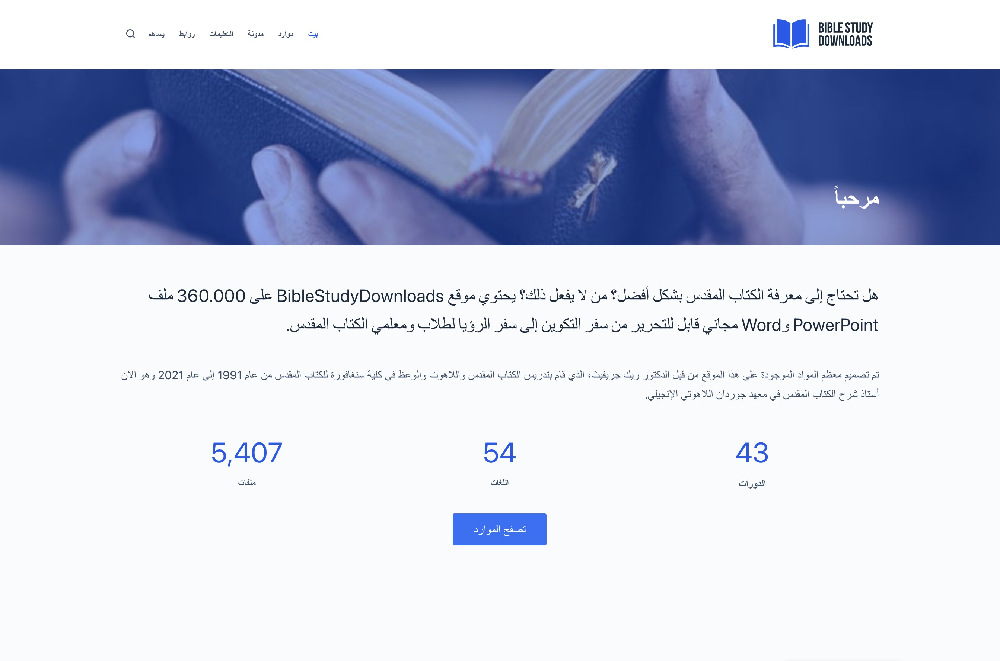 BIBLE STUDY
DOWNLOADS
بيت
موارد
مدونة
التعليمات
روابط
يساهم
مرحباً
هل تحتاج إلى معرفة الكتاب المقدس بشكل أفضل؟ من لا يفعل ذلك؟ يحتوي موقع BibleStudyDownloads على 360.000 ملف
PowerPoint وWord مجاني قابل للتحرير من سفر التكوين إلى سفر الرؤيا لطلاب ومعلمي الكتاب المقدس.
تم تصميم معظم المواد الموجودة على هذا الموقع من قبل الدكتور ريك جريفيث، الذي قام بتدريس الكتاب المقدس واللاهوت والوعظ في كلية سنغافورة للكتاب المقدس من عام 1991 إلى عام 2021 وهو الآن
أستاذ شرح الكتاب المقدس في معهد جوردان اللاهوتي الإنجيلي.
43
الدورات
54
اللغات
5,407
ملفات
تصفح الموارد